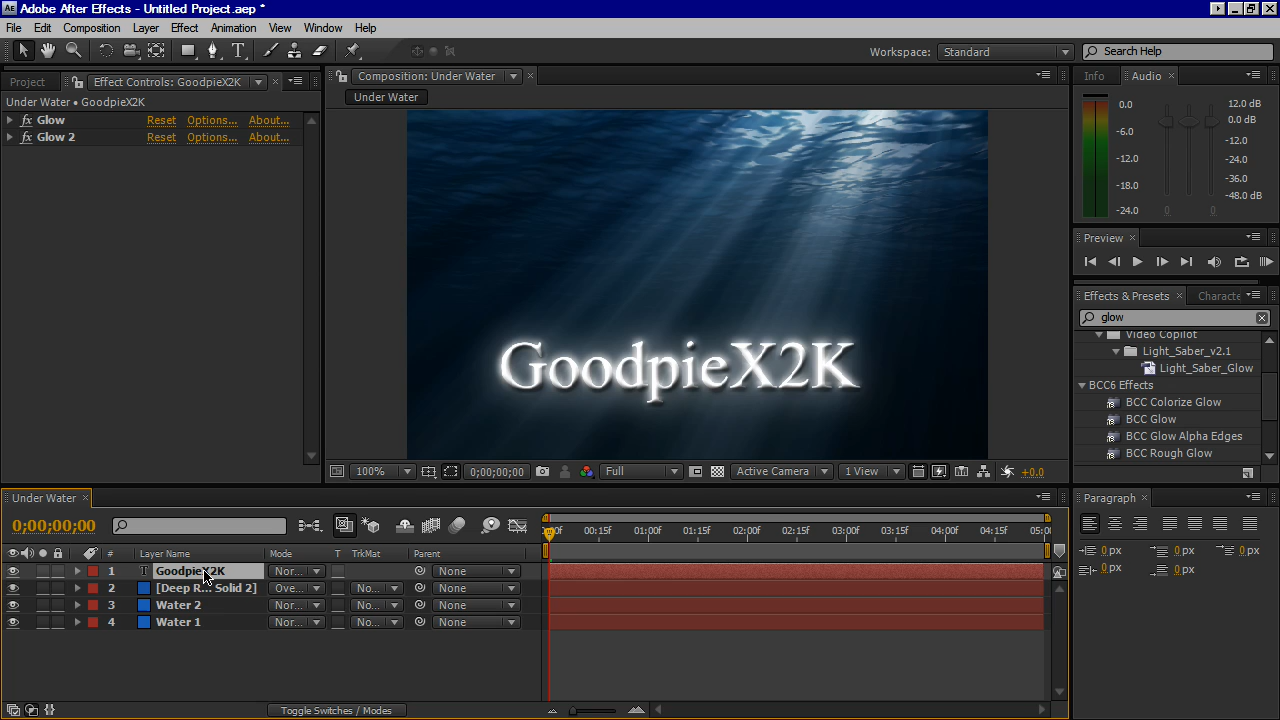 Adobe After Effects - Untitled Project.aep *
File Edit Composition Layer Effect Animation View Window Help
Workspace: Standard Search Help
Project Effect Controls: GoodpieX2K
Under Water • GoodpieX2K
Glow Reset Options... About...
Glow 2 Reset Options... About...
Composition: Under Water
Under Water
GoodpieX2K
100% 0;00;00;00 Full Active Camera 1 View +0.0
Info Audio
0.0
-6.0
-12.0
-18.0
-24.0
12.0 dB
0.0 dB
-12.0
-24.0
-36.0
-48.0 dB
0 0
Preview
Effects & Presets Characte
glow
Video Copilot
Light_Saber_v2.1
Light_Saber_Glow
BCC6 Effects
BCC Colorize Glow
BCC Glow
BCC Glow Alpha Edges
BCC Rough Glow
Under Water
0;00;00;00
:00f 00:15f 01:00f 01:15f 02:00f 02:15f 03:00f 03:15f 04:00f 04:15f 05:0
# Layer Name Mode T TrkMat Parent
1 T GoodpieX2K Nor... None
2 [Deep R... Solid 2] Ove... No... None
3 Water 2 Nor... No... None
4 Water 1 Nor... No... None
Toggle Switches / Modes
Paragraph
0 px 0 px 0 px
0 px 0 px